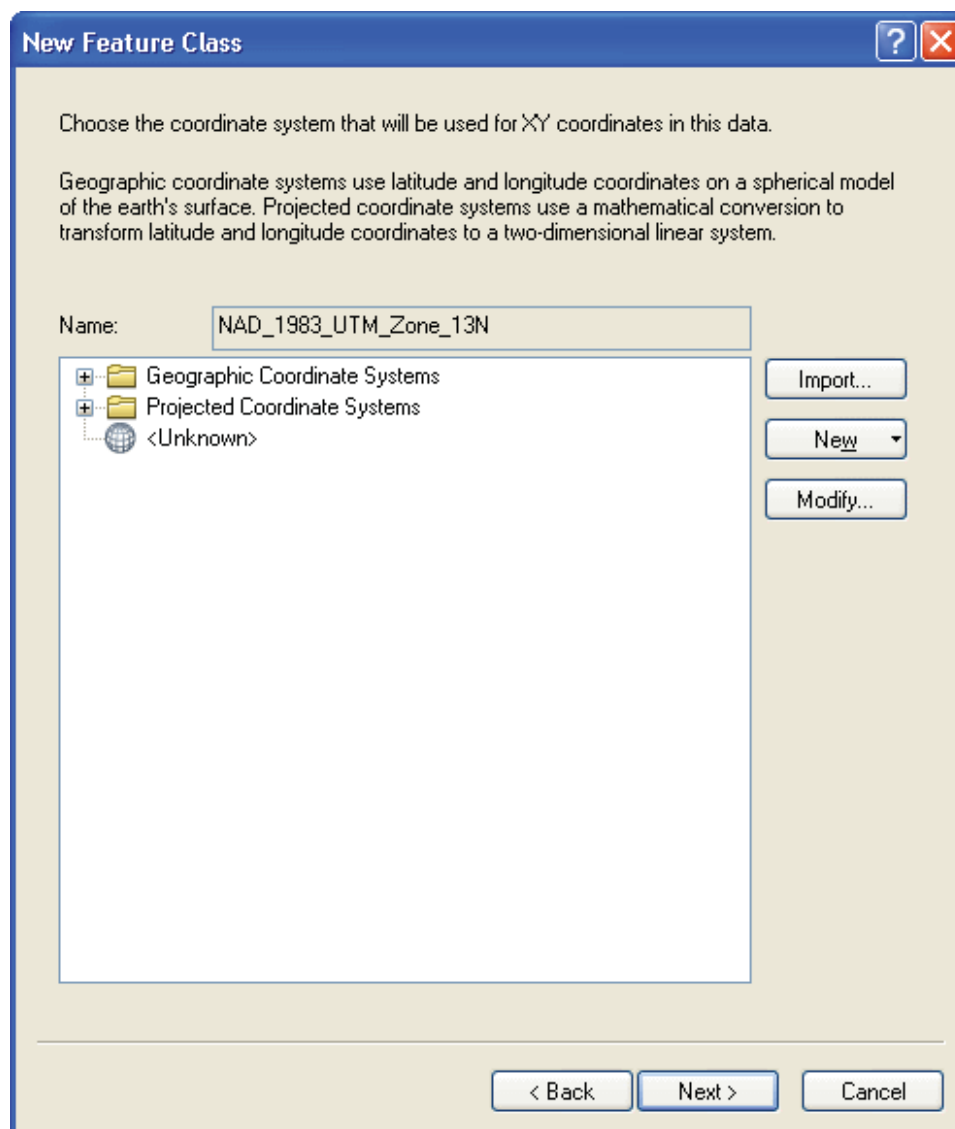 New Feature Class
Choose the coordinate system that will be used for XY coordinates in this data.
Geographic coordinate systems use latitude and longitude coordinates on a spherical model
of the earth's surface. Projected coordinate systems use a mathematical conversion to
transform latitude and longitude coordinates to a two-dimensional linear system.
Name: NAD_1983_UTM_Zone_13N
Geographic Coordinate Systems
Projected Coordinate Systems
<Unknown>
Import...
New
Modify...
< Back Next > Cancel